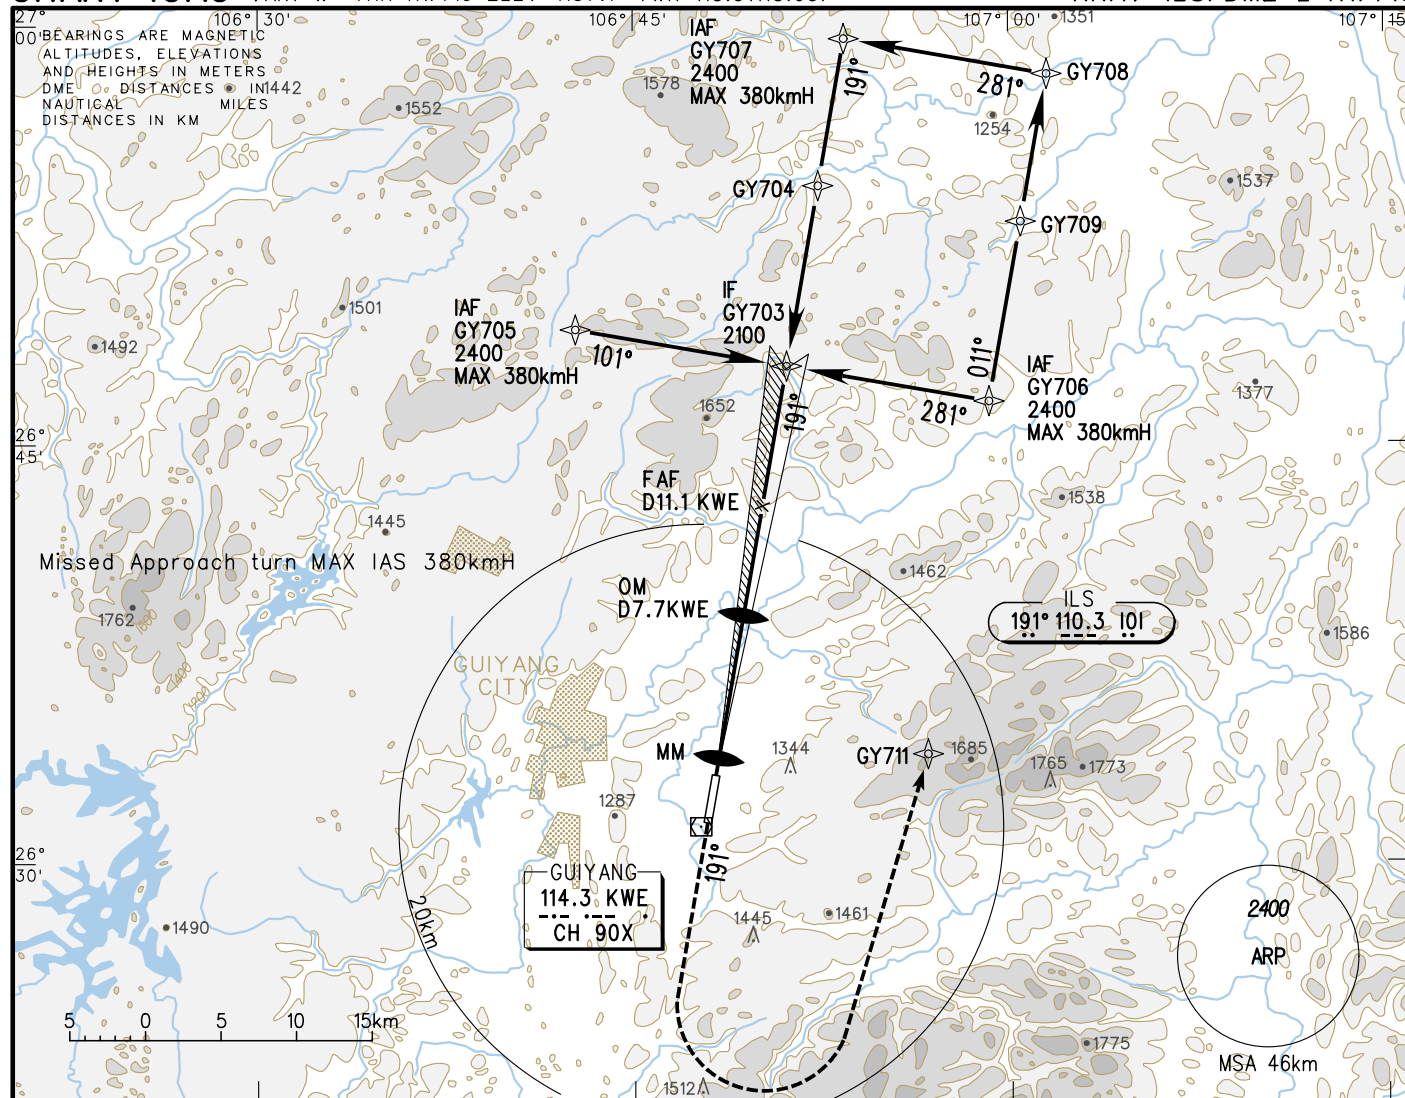 106° 30'
106° 45'
107° 00'
107° 15'
27°
00'
BEARINGS ARE MAGNETIC
ALTITUDES, ELEVATIONS
AND HEIGHTS IN METERS
DME DISTANCES IN
NAUTICAL MILES
DISTANCES IN KM
1442
1552
1578
IAF
GY707
2400
MAX 380kmH
191°
281°
GY708
1351
1254
1537
GY704
GY709
1501
1492
IAF
GY705
2400
MAX 380kmH
101°
IF
GY703
2100
191°
1652
011°
281°
IAF
GY706
2400
MAX 380kmH
1377
26°
45'
FAF
D11.1 KWE
1538
1445
Missed Approach turn MAX IAS 380kmH
1462
OM
D7.7KWE
ILS
191° 110.3 IOI
1586
1762
1600
1400
1200
GUIYANG
CITY
MM
1344
GY711
1685
1765
1773
1287
191°
26°
30'
GUIYANG
114.3 KWE
CH 90X
20km
1490
1445
1461
2400
ARP
MSA 46km
5 0 5 10 15km
1512
1775